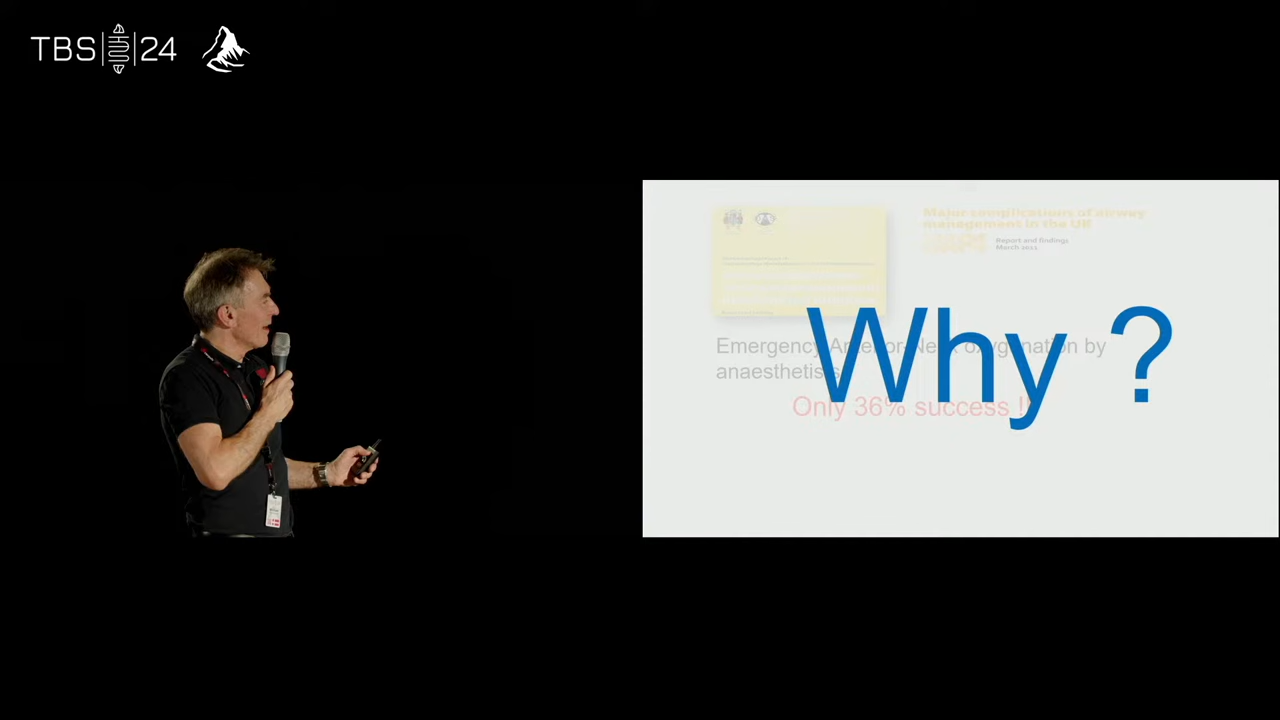 TBS 24
Major complications of airway
management in the UK
Report and findings
March 2011
Emergency Anterior Neck oxygenation by
anaesthetists
Only 36% success !!
Why ?